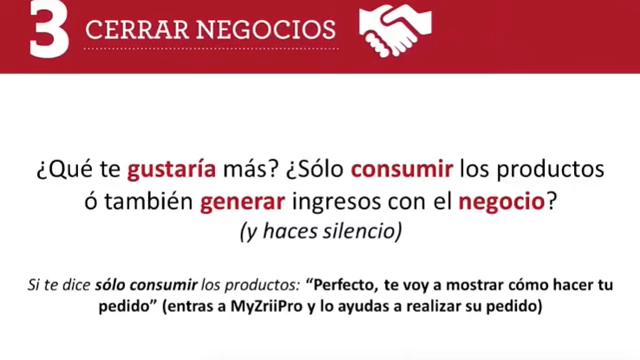 3 CERRAR NEGOCIOS
¿Qué te gustaría más? ¿Sólo consumir los productos
ó también generar ingresos con el negocio?
(y haces silencio)
Si te dice sólo consumir los productos: “Perfecto, te voy a mostrar cómo hacer tu
pedido” (entras a MyZriiPro y lo ayudas a realizar su pedido)